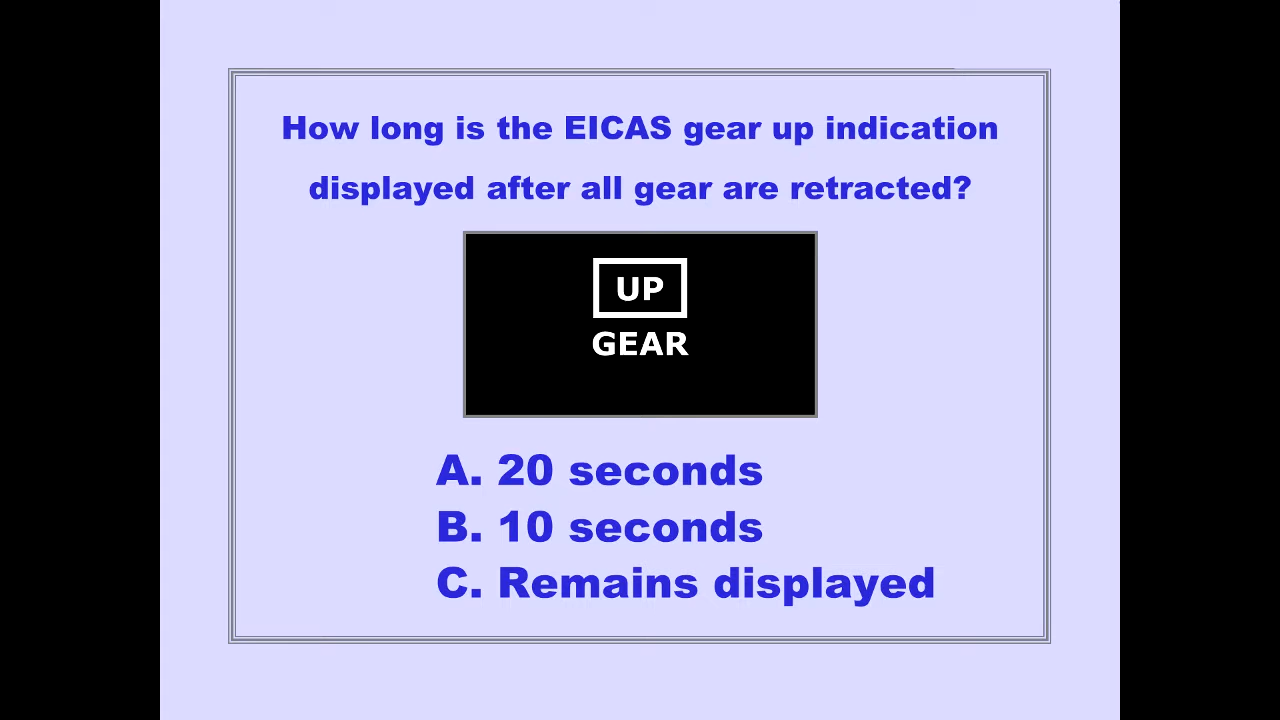 How long is the EICAS gear up indication
displayed after all gear are retracted?
UP
GEAR
A. 20 seconds
B. 10 seconds
C. Remains displayed